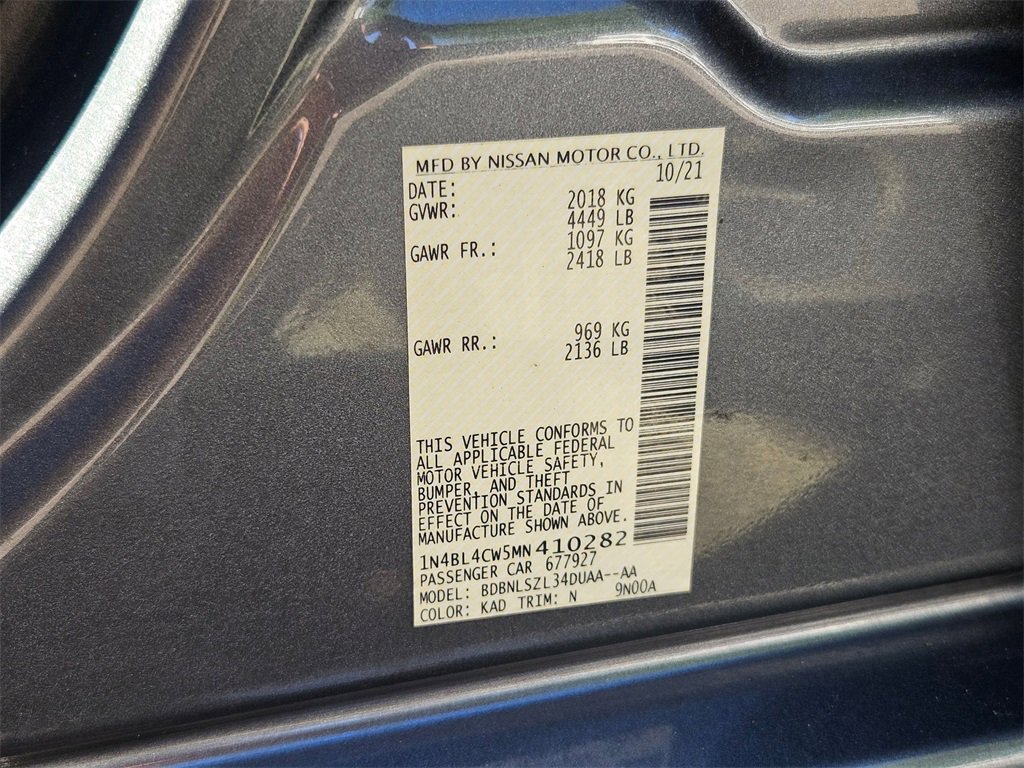 MFD BY NISSAN MOTOR CO., LTD.
DATE: 10/21
GVWR: 2018 KG
4449 LB
GAWR FR.: 1097 KG
2418 LB
GAWR RR.: 969 KG
2136 LB
THIS VEHICLE CONFORMS TO
ALL APPLICABLE FEDERAL
MOTOR VEHICLE SAFETY,
BUMPER, AND THEFT
PREVENTION STANDARDS IN
EFFECT ON THE DATE OF
MANUFACTURE SHOWN ABOVE.
1N4BL4CW5MN410282
PASSENGER CAR 677927
MODEL: BDBNLSZL34DUAA--AA
COLOR: KAD TRIM: N 9N00A